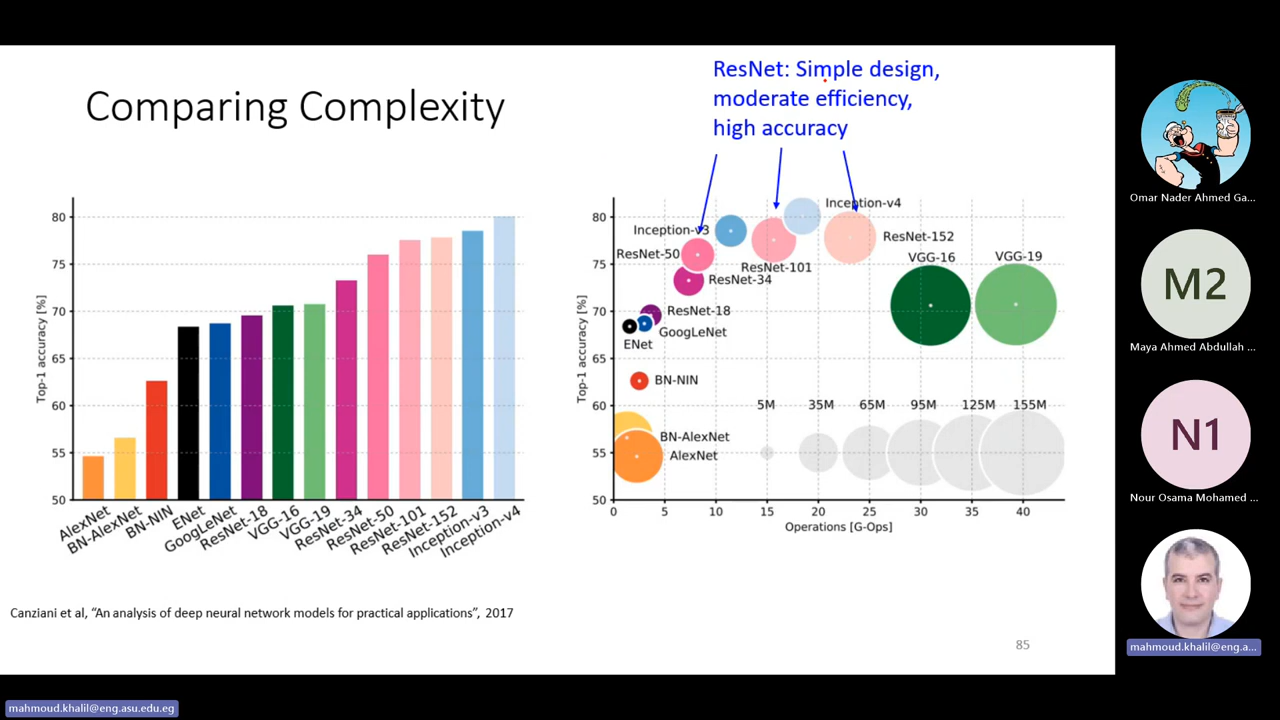 Comparing Complexity
ResNet: Simple design,
moderate efficiency,
high accuracy
Top-1 accuracy [%]
80
75
70
65
60
55
50
AlexNet
BN-AlexNet
BN-NIN
ENet
GoogLeNet
ResNet-18
VGG-16
VGG-19
ResNet-34
ResNet-50
ResNet-101
ResNet-152
Inception-v3
Inception-v4
Top-1 accuracy [%]
80
75
70
65
60
55
50
Inception-v4
Inception-v3
ResNet-152
ResNet-50
VGG-16
VGG-19
ResNet-101
ResNet-34
ResNet-18
GoogLeNet
ENet
BN-NIN
5M
35M
65M
95M
125M
155M
BN-AlexNet
AlexNet
0
5
10
15
20
25
30
35
40
Operations [G-Ops]
Canziani et al, “An analysis of deep neural network models for practical applications”, 2017
85
Omar Nader Ahmed Ga...
M2
Maya Ahmed Abdullah ...
N1
Nour Osama Mohamed ...
mahmoud.khalil@eng.a...
mahmoud.khalil@eng.asu.edu.eg